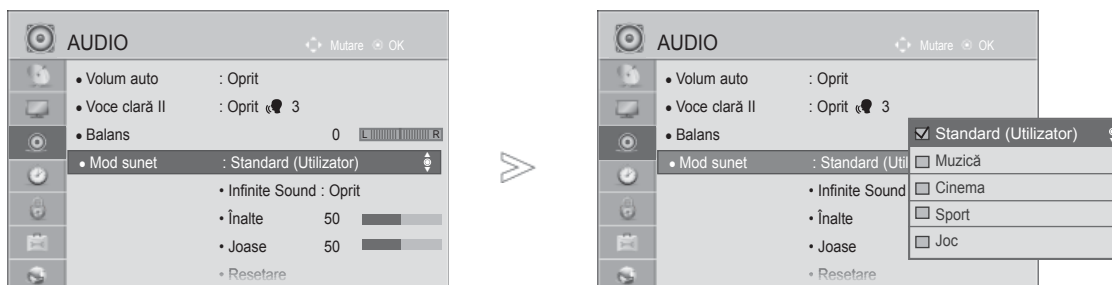 AUDIO
Mutare OK
• Volum auto : Oprit
• Voce clară II : Oprit 3
• Balans 0 L R
• Mod sunet : Standard (Utilizator)
• Infinite Sound : Oprit
• Înalte 50
• Joase 50
• Resetare
AUDIO
Mutare OK
• Volum auto : Oprit
• Voce clară II : Oprit 3
• Balans
• Mod sunet : Standard (Util
• Infinite Sound
• Înalte
• Joase
• Resetare
Standard (Utilizator)
Muzică
Cinema
Sport
Joc